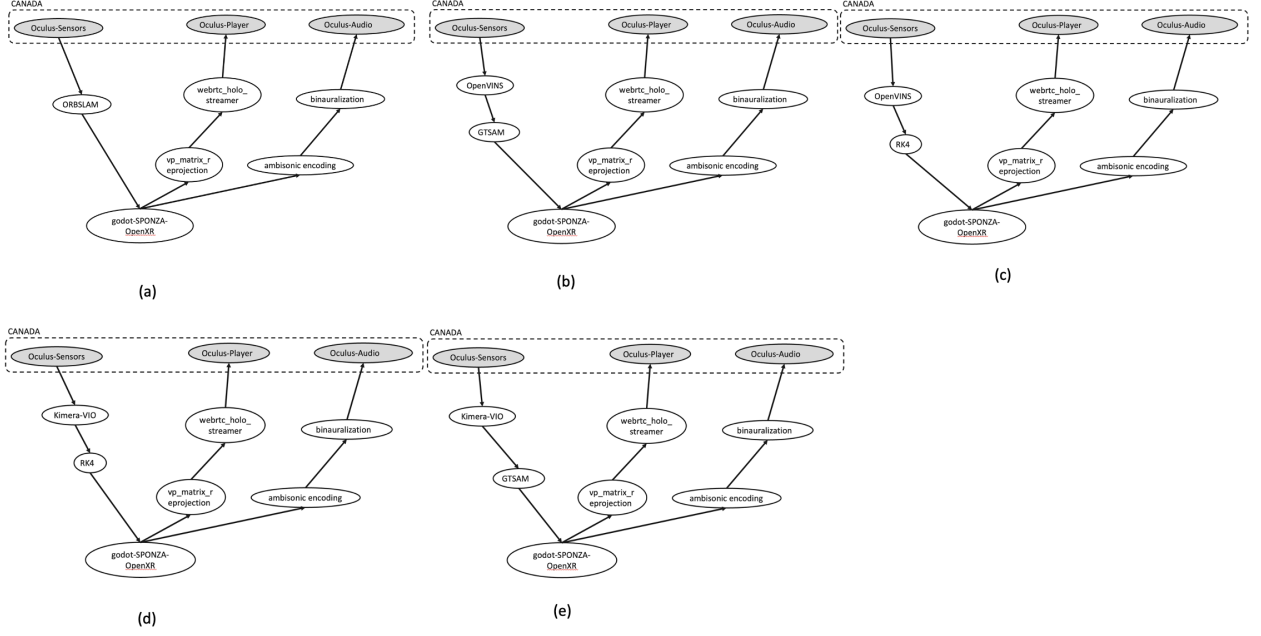 CANADA
Oculus-Sensors
Oculus-Player
Oculus-Audio
ORBSLAM
webrtc_holo_
streamer
binauralization
vp_matrix_r
eprojection
ambisonic encoding
godot-SPONZA-
OpenXR
(a)
CANADA
Oculus-Sensors
Oculus-Player
Oculus-Audio
OpenVINS
webrtc_holo_
streamer
binauralization
GTSAM
vp_matrix_r
eprojection
ambisonic encoding
godot-SPONZA-
OpenXR
(b)
CANADA
Oculus-Sensors
Oculus-Player
Oculus-Audio
OpenVINS
webrtc_holo_
streamer
binauralization
RK4
vp_matrix_r
eprojection
ambisonic encoding
godot-SPONZA-
OpenXR
(c)
CANADA
Oculus-Sensors
Oculus-Player
Oculus-Audio
Kimera-VIO
webrtc_holo_
streamer
binauralization
RK4
vp_matrix_r
eprojection
ambisonic encoding
godot-SPONZA-
OpenXR
(d)
CANADA
Oculus-Sensors
Oculus-Player
Oculus-Audio
Kimera-VIO
webrtc_holo_
streamer
binauralization
GTSAM
vp_matrix_r
eprojection
ambisonic encoding
godot-SPONZA-
OpenXR
(e)